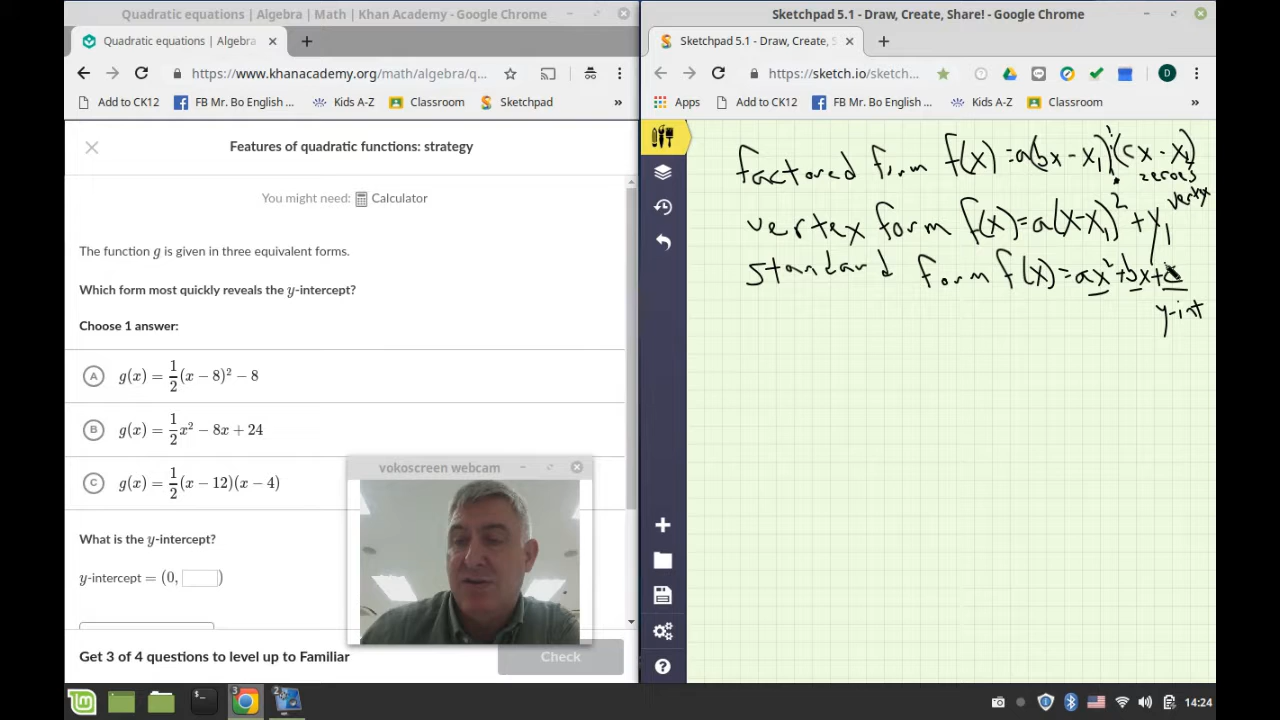 Quadratic equations | Algebra | Math | Khan Academy - Google Chrome
Quadratic equations | Algebra
https://www.khanacademy.org/math/algebra/q...
Add to CK12 FB Mr. Bo English ... Kids A-Z Classroom Sketchpad »
Features of quadratic functions: strategy
You might need: Calculator
The function g is given in three equivalent forms.
Which form most quickly reveals the y-intercept?
Choose 1 answer:
A g(x) = 1/2(x − 8)² − 8
B g(x) = 1/2x² − 8x + 24
C g(x) = 1/2(x − 12)(x − 4)
What is the y-intercept?
y-intercept = (0, )
Get 3 of 4 questions to level up to Familiar
Check
vokoscreen webcam
Sketchpad 5.1 - Draw, Create, Share! - Google Chrome
Sketchpad 5.1 - Draw, Create, S
https://sketch.io/sketch...
D
Apps Add to CK12 FB Mr. Bo English ... Kids A-Z Classroom »
factored form f(x) = a(bx − x₁)(cx − x₁)
zeroes
vertex form f(x) = a(x − x₁)² + y₁
vertex
standard form f(x) = ax² + bx + c
y-int
3
2
14:24